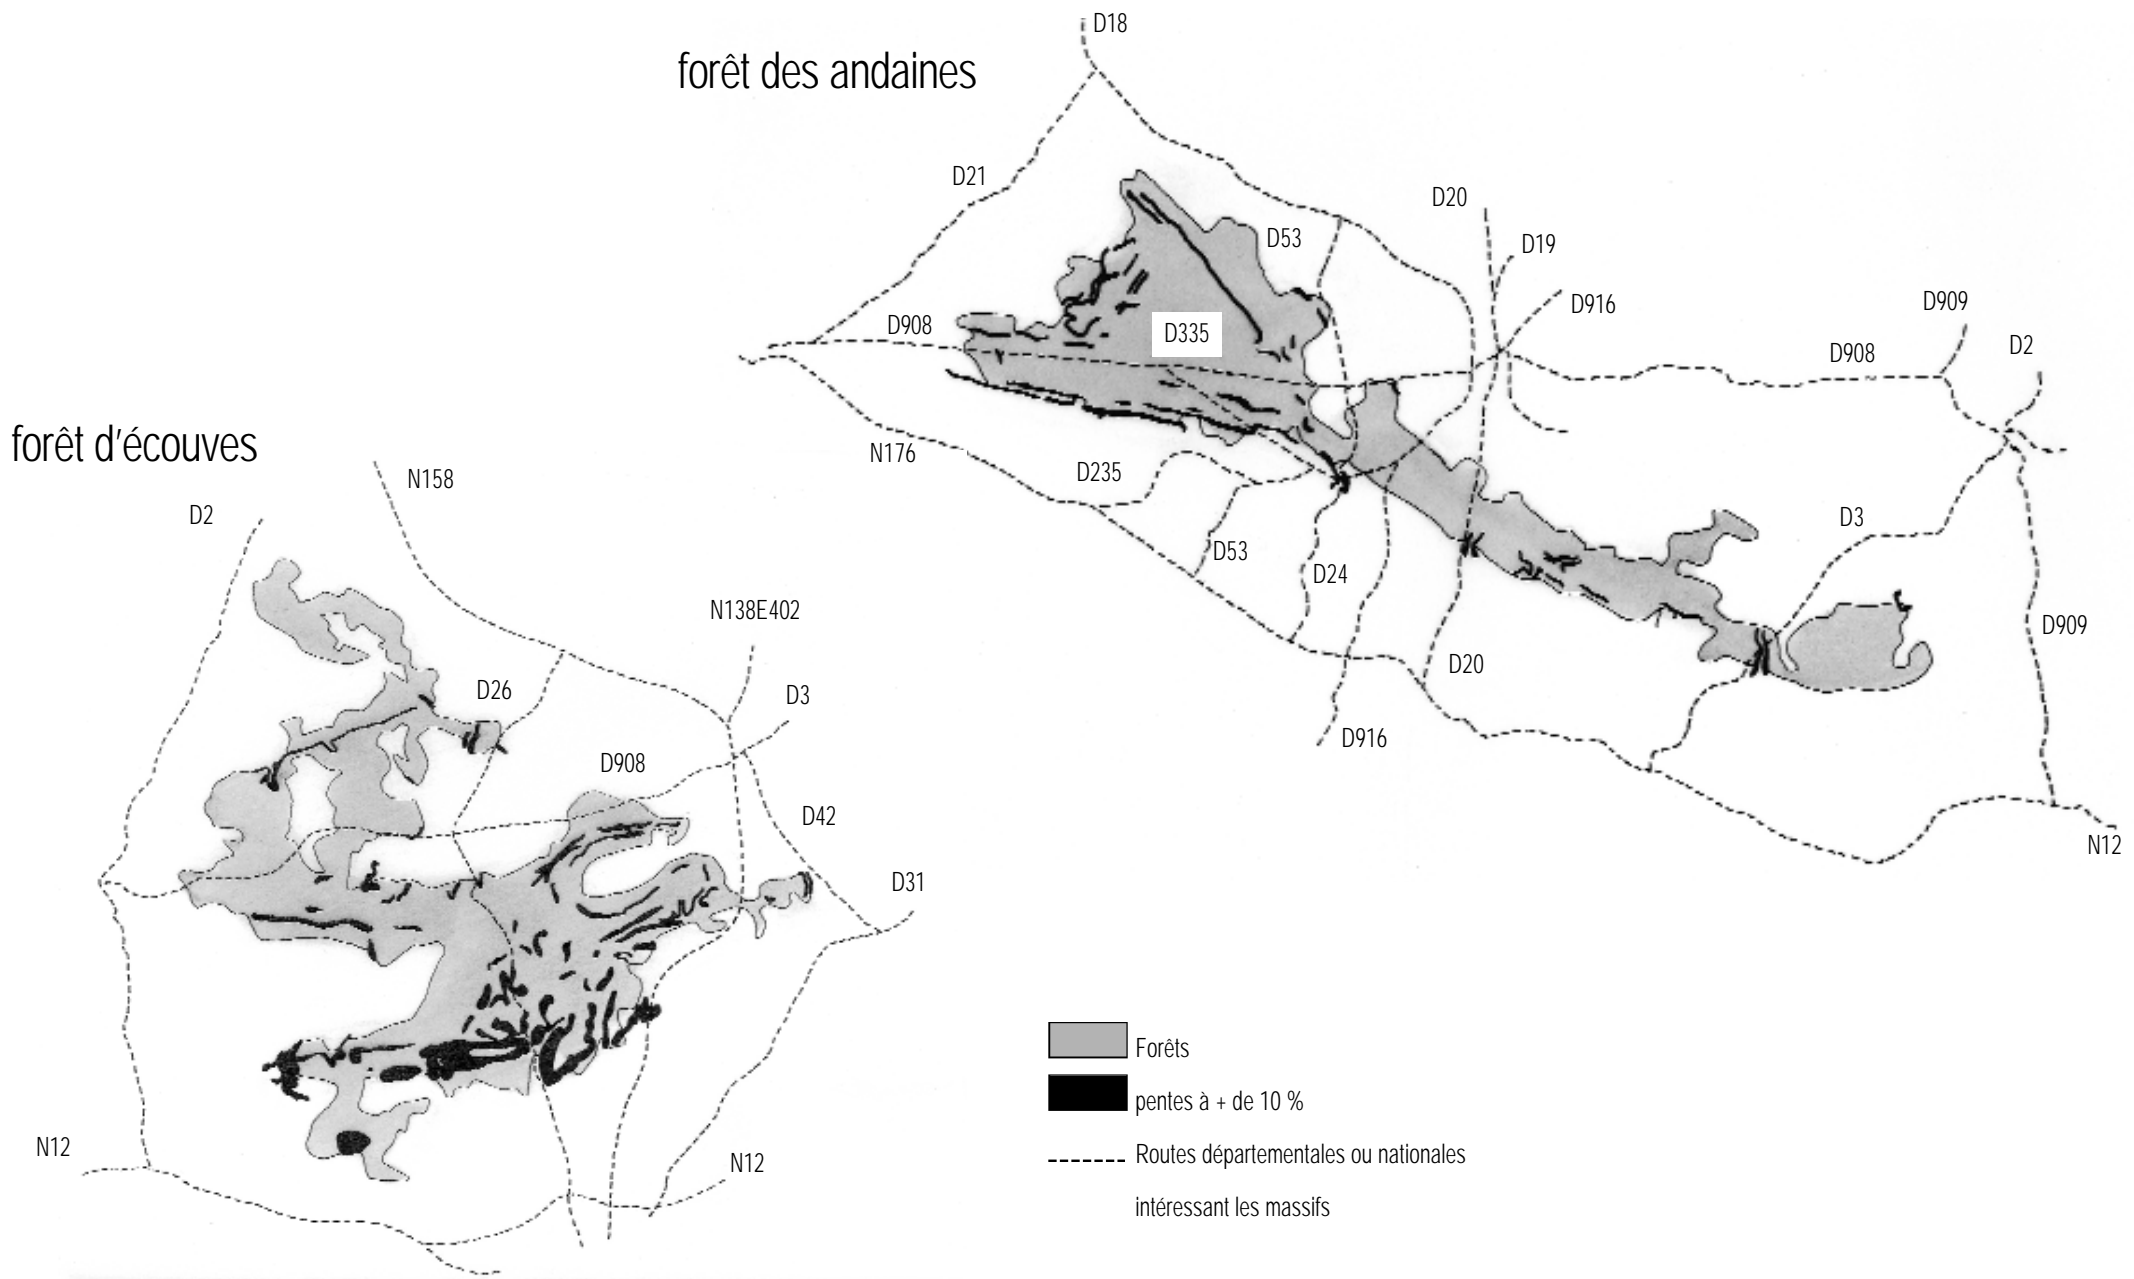 D18
forêt des andaines
D21
D20
D53
D19
D916
D909
D908
D335
D908
D2
forêt d'écouves
N176
D235
N158
D2
D3
D53
D24
N138E402
D909
D26
D20
D3
D916
D908
D42
N12
D31
Forêts
pentes à + de 10 %
N12
N12
Routes départementales ou nationales
intéressant les massifs